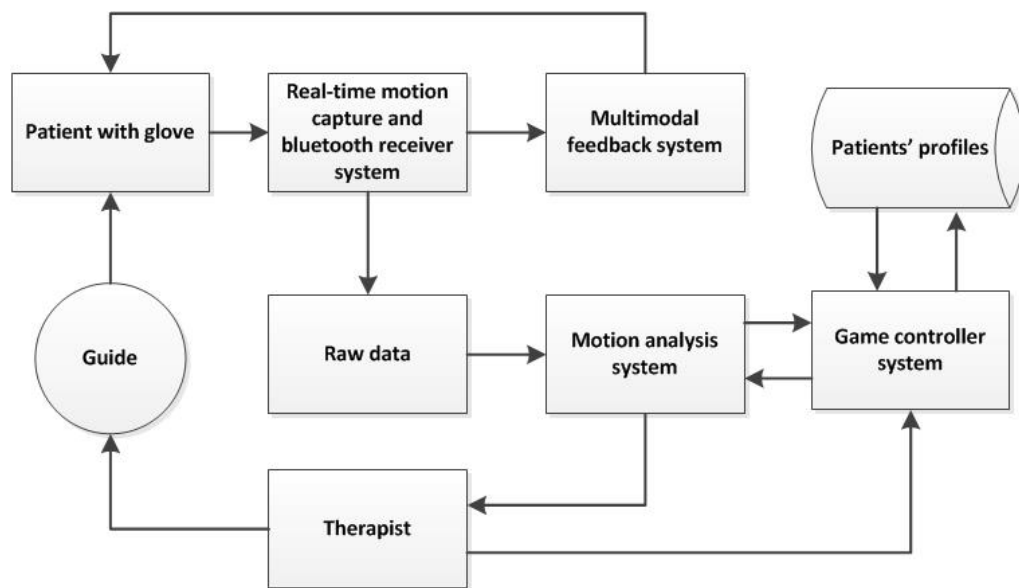 Patient with glove
Real-time motion
capture and
bluetooth receiver
system
Multimodal
feedback system
Patients' profiles
Guide
Raw data
Motion analysis
system
Game controller
system
Therapist